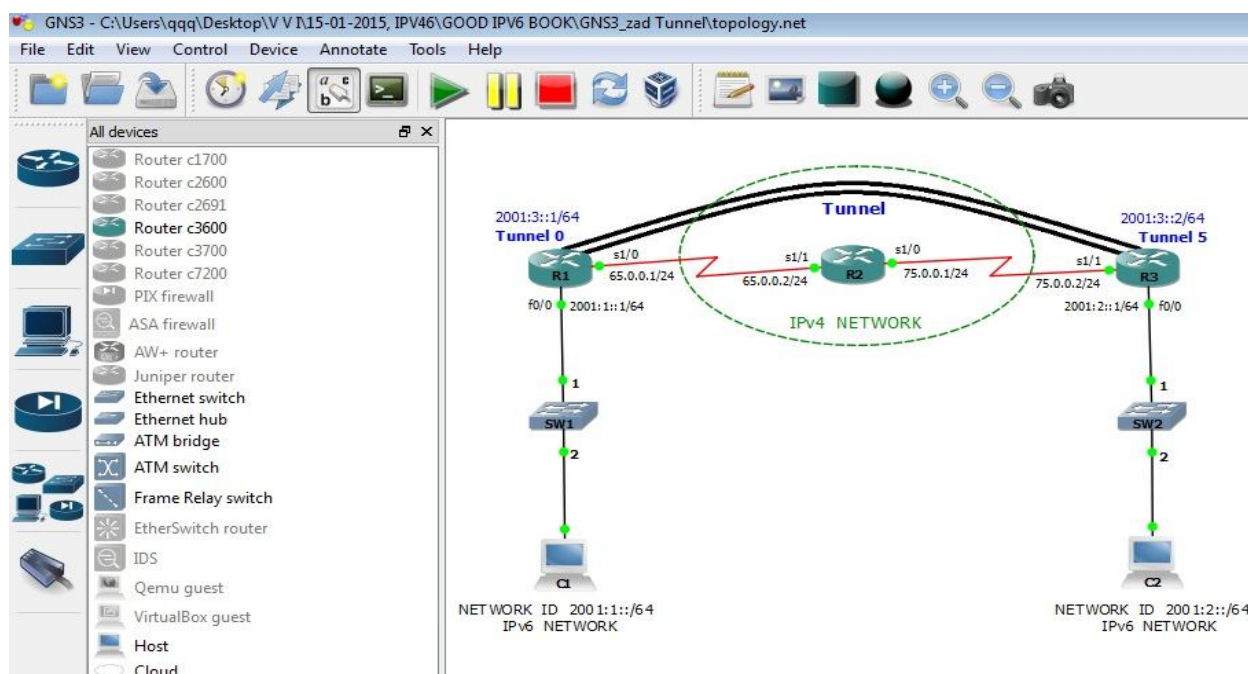 GNS3 - C:\Users\qqq\Desktop\V V I\15-01-2015, IPV46\GOOD IPV6 BOOK\GNS3_zad Tunnel\topology.net
File Edit View Control Device Annotate Tools Help
All devices
Router c1700
Router c2600
Router c2691
Router c3600
Router c3700
Router c7200
PIX firewall
ASA firewall
AW+ router
Juniper router
Ethernet switch
Ethernet hub
ATM bridge
ATM switch
Frame Relay switch
EtherSwitch router
IDS
Qemu guest
VirtualBox guest
Host
Cloud
2001:3::1/64
Tunnel 0
Tunnel
2001:3::2/64
Tunnel 5
R1
s1/0
65.0.0.1/24
s1/1
65.0.0.2/24
R2
s1/0
75.0.0.1/24
s1/1
75.0.0.2/24
R3
f0/0 2001:1::1/64
IPv4 NETWORK
2001:2::1/64 f0/0
1
SW1
2
1
SW2
2
C1
C2
NETWORK ID 2001:1::/64
IPv6 NETWORK
NETWORK ID 2001:2::/64
IPv6 NETWORK